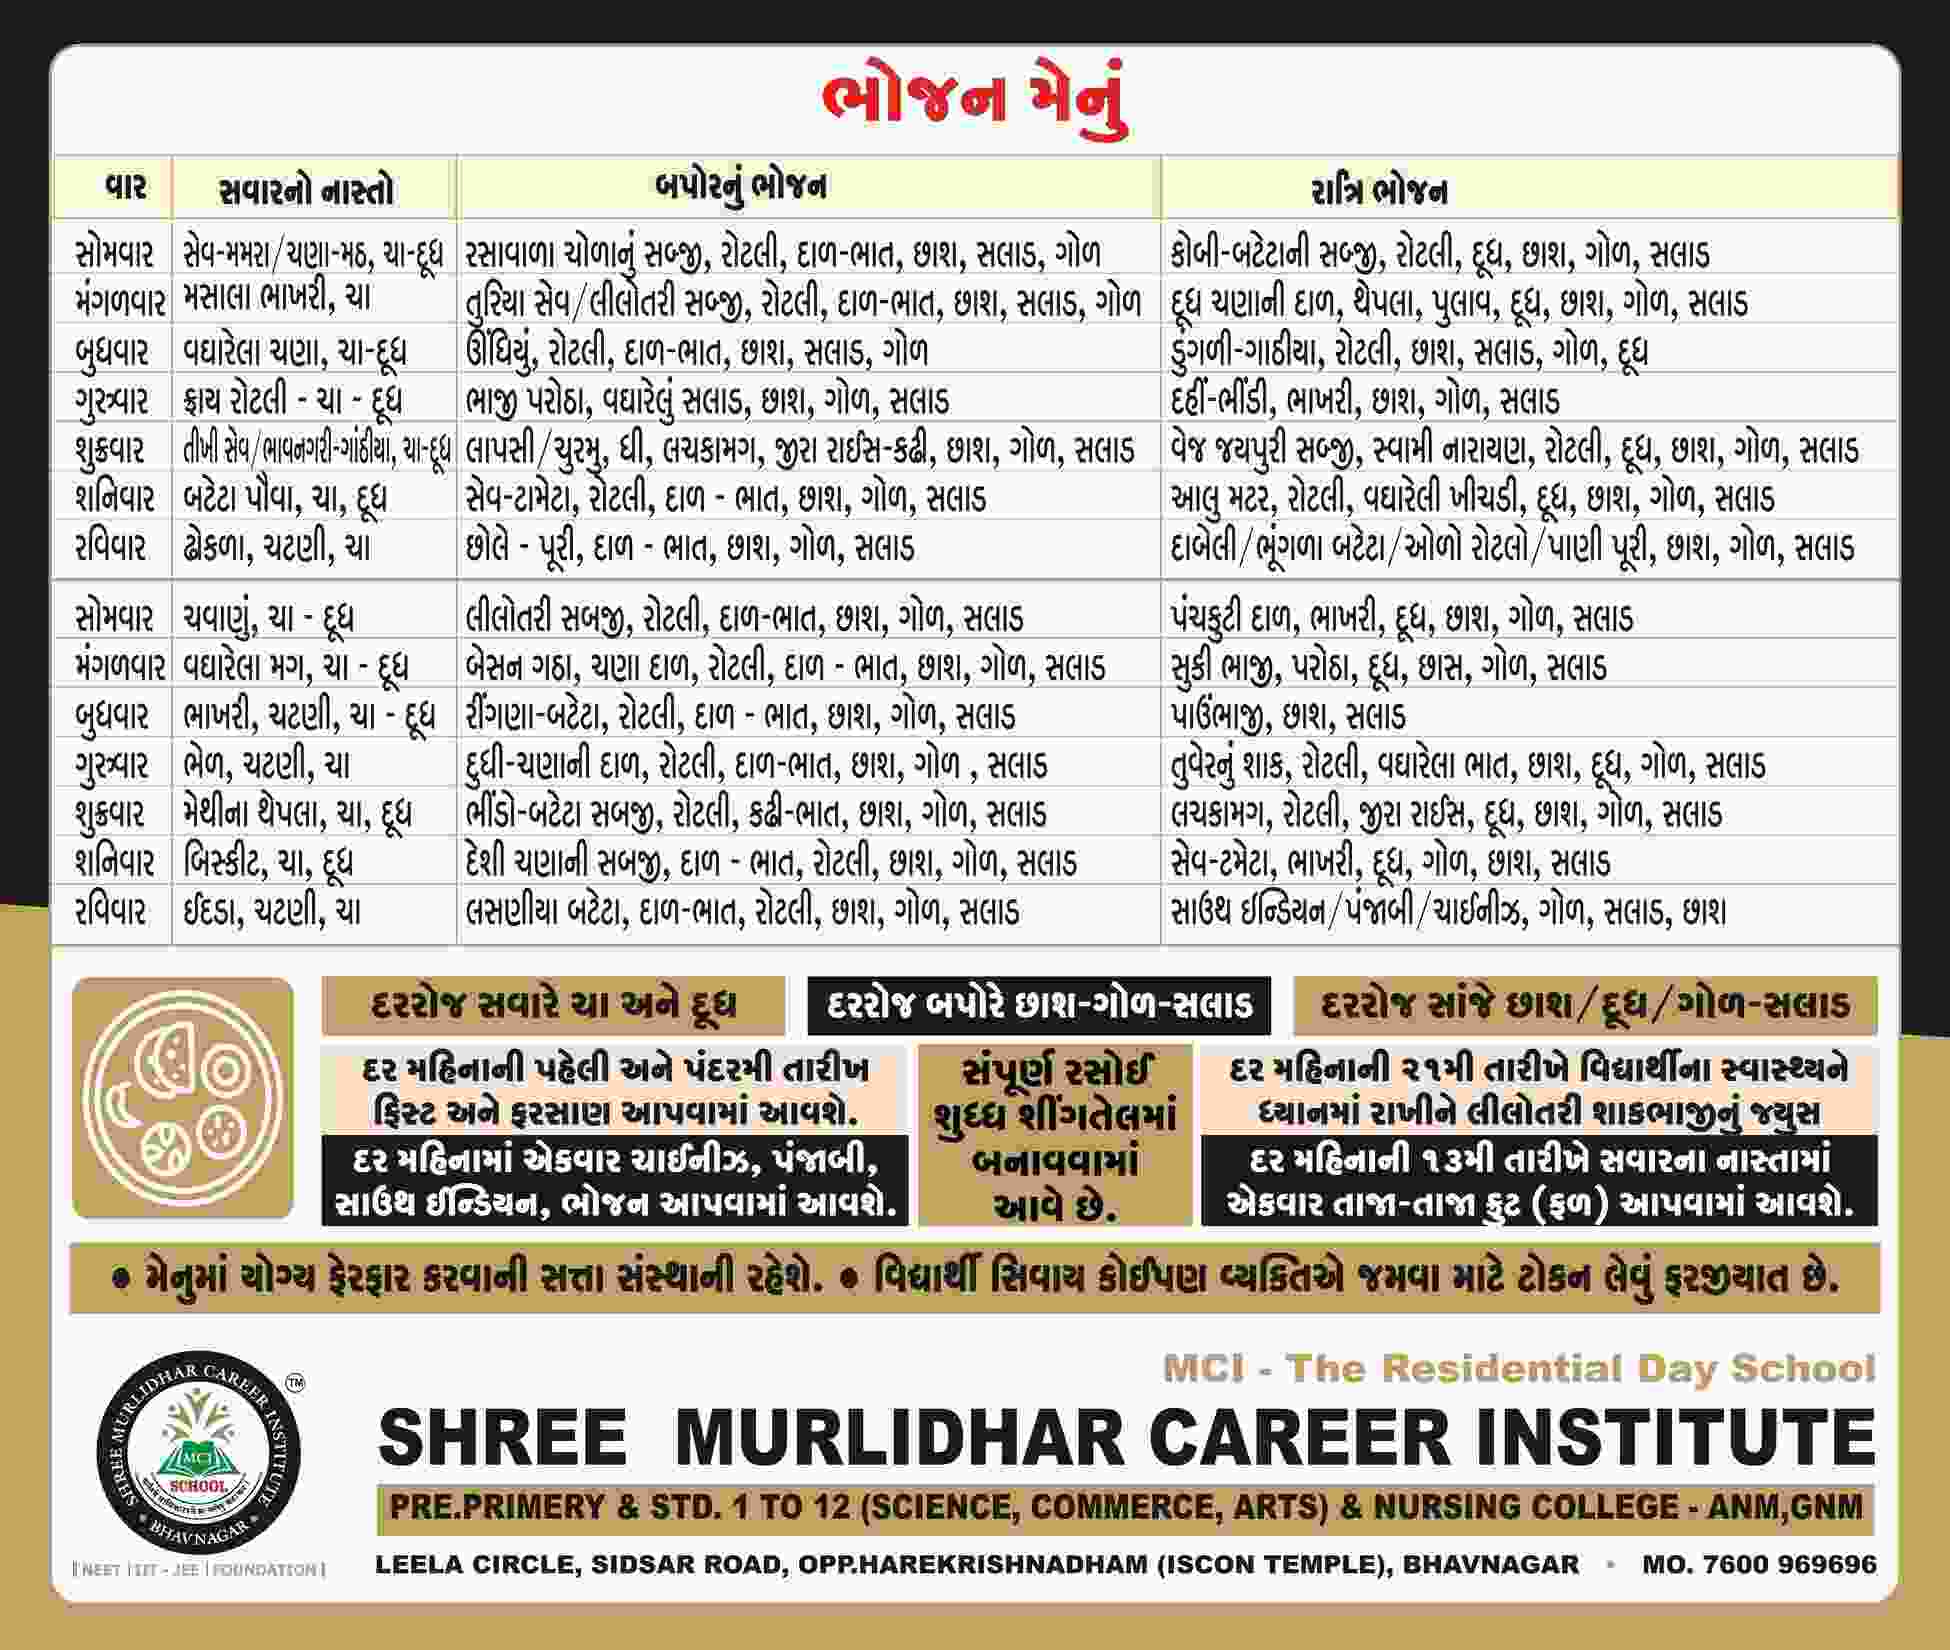 ભોજન મેનું
વાર સવારનો નાસ્તો બપોરનું ભોજન રાત્રિ ભોજન
સોમવાર સેવ-મમરા/ચણા-મઠ, ચા-દૂધ રસાવાળા ચોળાનું સબ્જી, રોટલી, દાળ-ભાત, છાશ, સલાડ, ગોળ કોબી-બટેટાની સબ્જી, રોટલી, દૂધ, છાશ, ગોળ, સલાડ
મંગળવાર મસાલા ભાખરી, ચા તુરિયા સેવ/લીલોતરી સબ્જી, રોટલી, દાળ-ભાત, છાશ, સલાડ, ગોળ દૂધ ચણાની દાળ, થેપલા, પુલાવ, દૂધ, છાશ, ગોળ, સલાડ
બુધવાર વઘારેલા ચણા, ચા-દૂધ ઊંધિયું, રોટલી, દાળ-ભાત, છાશ, સલાડ, ગોળ ડુંગળી-ગાઠીયા, રોટલી, છાશ, સલાડ, ગોળ, દૂધ
ગુરૂવાર ફ્રાય રોટલી - ચા - દૂધ ભાજી પરોઠા, વઘારેલું સલાડ, છાશ, ગોળ, સલાડ દહીં-ભીંડી, ભાખરી, છાશ, ગોળ, સલાડ
શુક્રવાર તીખી સેવ/ભાવનગરી-ગાંઠીયા, ચા-દૂધ લાપસી/ચુરમુ, ઘી, લચકામગ, જીરા રાઈસ-કઢી, છાશ, ગોળ, સલાડ વેજ જયપુરી સબ્જી, સ્વામી નારાયણ, રોટલી, દૂધ, છાશ, ગોળ, સલાડ
શનિવાર બટેટા પૌવા, ચા, દૂધ સેવ-ટામેટા, રોટલી, દાળ - ભાત, છાશ, ગોળ, સલાડ આલુ મટર, રોટલી, વઘારેલી ખીચડી, દૂધ, છાશ, ગોળ, સલાડ
રવિવાર ઢોકળા, ચટણી, ચા છોલે - પૂરી, દાળ - ભાત, છાશ, ગોળ, સલાડ દાબેલી/ભૂંગળા બટેટા/ઓળો રોટલો/પાણી પૂરી, છાશ, ગોળ, સલાડ
સોમવાર ચવાણું, ચા - દૂધ લીલોતરી સબજી, રોટલી, દાળ-ભાત, છાશ, ગોળ, સલાડ પંચકુટી દાળ, ભાખરી, દૂધ, છાશ, ગોળ, સલાડ
મંગળવાર વઘારેલા મગ, ચા - દૂધ બેસન ગઠા, ચણા દાળ, રોટલી, દાળ - ભાત, છાશ, ગોળ, સલાડ સુકી ભાજી, પરોઠા, દૂધ, છાસ, ગોળ, સલાડ
બુધવાર ભાખરી, ચટણી, ચા - દૂધ રીંગણા-બટેટા, રોટલી, દાળ - ભાત, છાશ, ગોળ, સલાડ પાઉંભાજી, છાશ, સલાડ
ગુરૂવાર ભેળ, ચટણી, ચા દુધી-ચણાની દાળ, રોટલી, દાળ-ભાત, છાશ, ગોળ , સલાડ તુવેરનું શાક, રોટલી, વઘારેલા ભાત, છાશ, દૂધ, ગોળ, સલાડ
શુક્રવાર મેથીના થેપલા, ચા, દૂધ ભીંડો-બટેટા સબજી, રોટલી, કઢી-ભાત, છાશ, ગોળ, સલાડ લચકામગ, રોટલી, જીરા રાઈસ, દૂધ, છાશ, ગોળ, સલાડ
શનિવાર બિસ્કીટ, ચા, દૂધ દેશી ચણાની સબજી, દાળ - ભાત, રોટલી, છાશ, ગોળ, સલાડ સેવ-ટમેટા, ભાખરી, દૂધ, ગોળ, છાશ, સલાડ
રવિવાર ઈદડા, ચટણી, ચા લસણીયા બટેટા, દાળ-ભાત, રોટલી, છાશ, ગોળ, સલાડ સાઉથ ઈન્ડિયન/પંજાબી/ચાઈનીઝ, ગોળ, સલાડ, છાશ
દરરોજ સવારે ચા અને દૂધ
દરરોજ બપોરે છાશ-ગોળ-સલાડ
દરરોજ સાંજે છાશ/દૂધ/ગોળ-સલાડ
દર મહિનાની પહેલી અને પંદરમી તારીખ
ફિસ્ટ અને ફરસાણ આપવામાં આવશે.
દર મહિનામાં એકવાર ચાઈનીઝ, પંજાબી,
સાઉથ ઈન્ડિયન, ભોજન આપવામાં આવશે.
સંપૂર્ણ રસોઈ
શુધ્ધ શીંગતેલમાં
બનાવવામાં
આવે છે.
દર મહિનાની ૨૧મી તારીખે વિદ્યાર્થીના સ્વાસ્થ્યને
ધ્યાનમાં રાખીને લીલોતરી શાકભાજીનું જ્યુસ
દર મહિનાની ૧૩મી તારીખે સવારના નાસ્તામાં
એકવાર તાજા-તાજા ફ્રુટ (ફળ) આપવામાં આવશે.
• મેનુમાં યોગ્ય ફેરફાર કરવાની સત્તા સંસ્થાની રહેશે. • વિદ્યાર્થી સિવાય કોઈપણ વ્યક્તિએ જમવા માટે ટોકન લેવું ફરજીયાત છે.
SHREE MURLIDHAR CAREER INSTITUTE
TM
MCI
SCHOOL
* BHAVNAGAR *
| NEET | IIT - JEE | FOUNDATION |
MCI - The Residential Day School
SHREE MURLIDHAR CAREER INSTITUTE
PRE.PRIMERY & STD. 1 TO 12 (SCIENCE, COMMERCE, ARTS) & NURSING COLLEGE - ANM,GNM
LEELA CIRCLE, SIDSAR ROAD, OPP.HAREKRISHNADHAM (ISCON TEMPLE), BHAVNAGAR • MO. 7600 969696